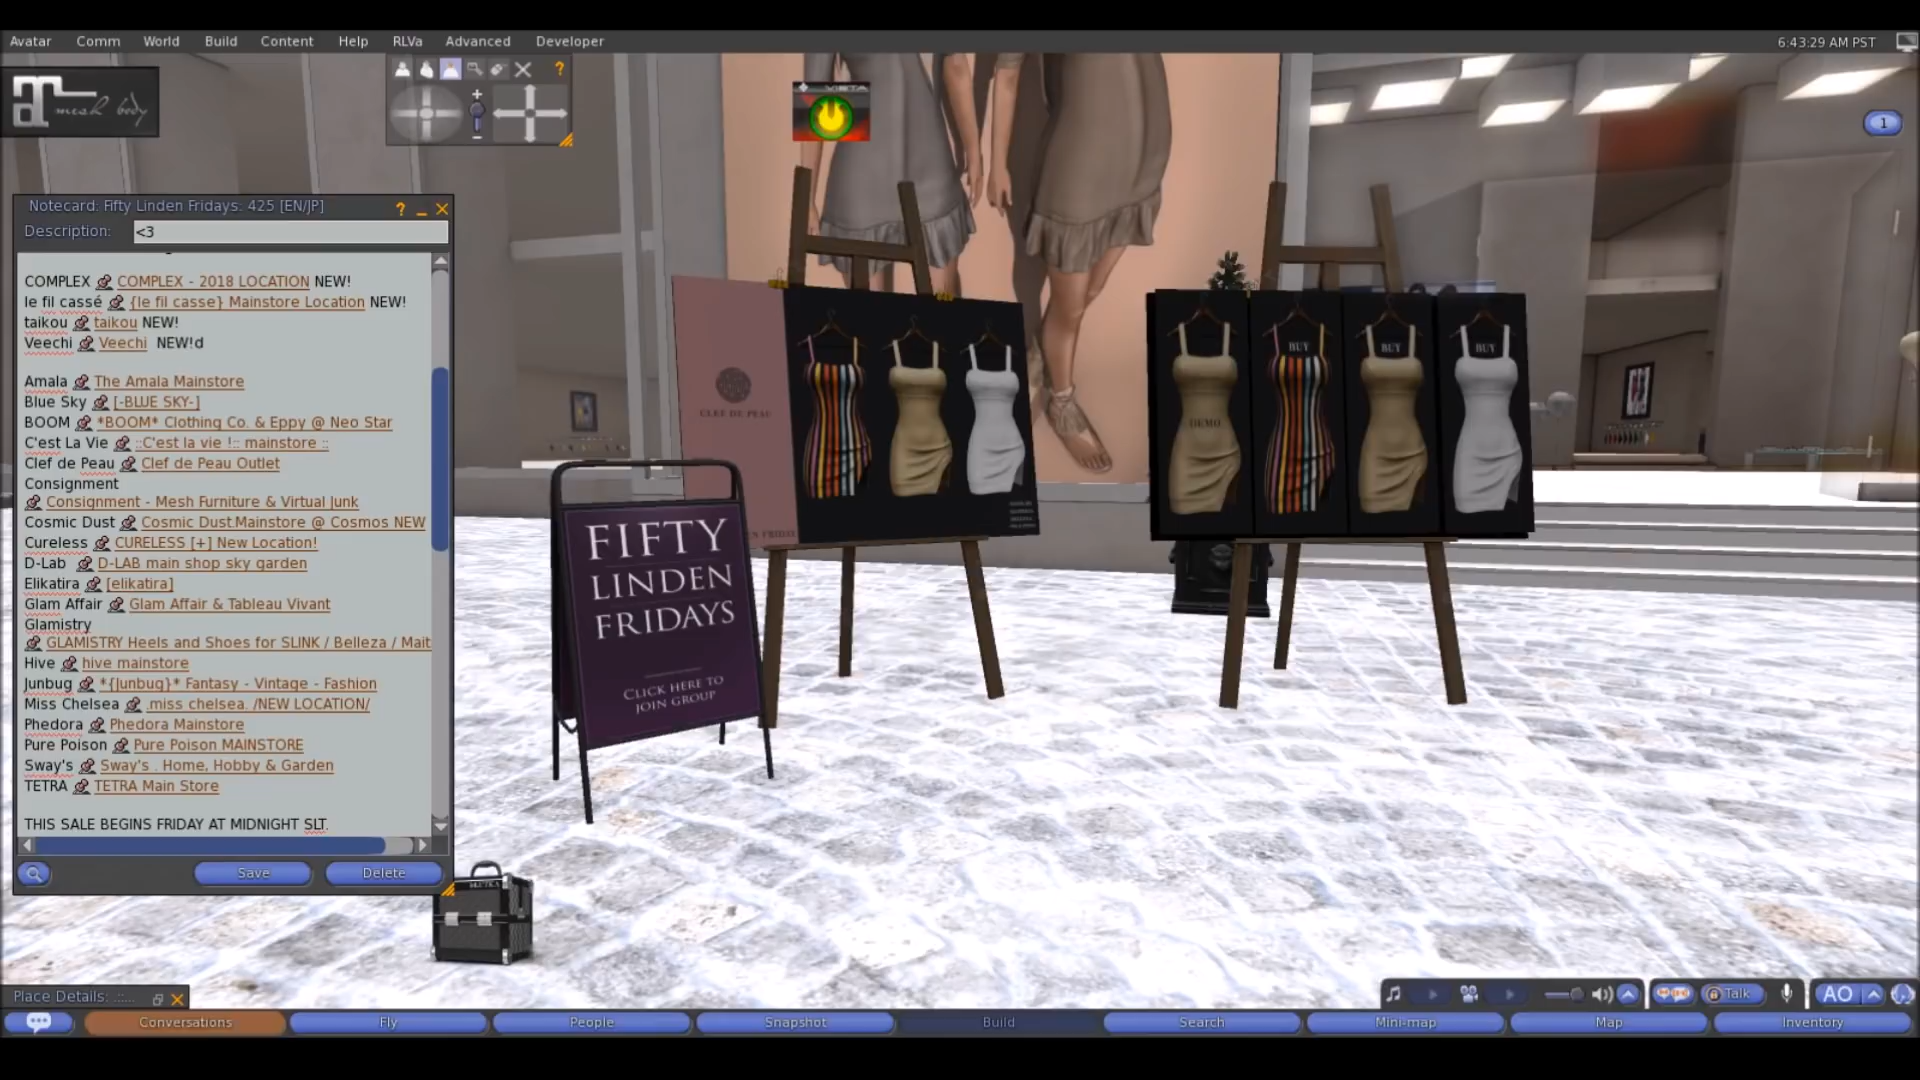 Avatar Comm World Build Content Help RLVa Advanced Developer
6:43:29 AM PST
mesh body
?
VISTA
1
Notecard: Fifty Linden Fridays: 425 [EN/JP]
? _ X
Description: <3
COMPLEX COMPLEX - 2018 LOCATION NEW!
le fil cassé {le fil casse} Mainstore Location NEW!
taikou taikou NEW!
Veechi Veechi NEW!d
Amala The Amala Mainstore
Blue Sky [-BLUE SKY-]
BOOM *BOOM* Clothing Co. & Eppy @ Neo Star
C'est La Vie ::C'est la vie !:: mainstore ::
Clef de Peau Clef de Peau Outlet
Consignment
Consignment - Mesh Furniture & Virtual Junk
Cosmic Dust Cosmic Dust.Mainstore @ Cosmos NEW
Cureless CURELESS [+] New Location!
D-Lab D-LAB main shop sky garden
Elikatira [elikatira]
Glam Affair Glam Affair & Tableau Vivant
Glamistry
GLAMISTRY Heels and Shoes for SLINK / Belleza / Mait
Hive hive mainstore
Junbug *{Junbug}* Fantasy - Vintage - Fashion
Miss Chelsea .miss chelsea. /NEW LOCATION/
Phedora Phedora Mainstore
Pure Poison Pure Poison MAINSTORE
Sway's Sway's . Home, Hobby & Garden
TETRA TETRA Main Store
THIS SALE BEGINS FRIDAY AT MIDNIGHT SLT.
Save Delete
CLEF DE PEAU
DEMO
BUY
BUY
BUY
FIFTY
LINDEN
FRIDAYS
CLICK HERE TO
JOIN GROUP
Place Details: .::...
Talk
AO
Conversations Fly People Snapshot Build Search Mini-map Map Inventory